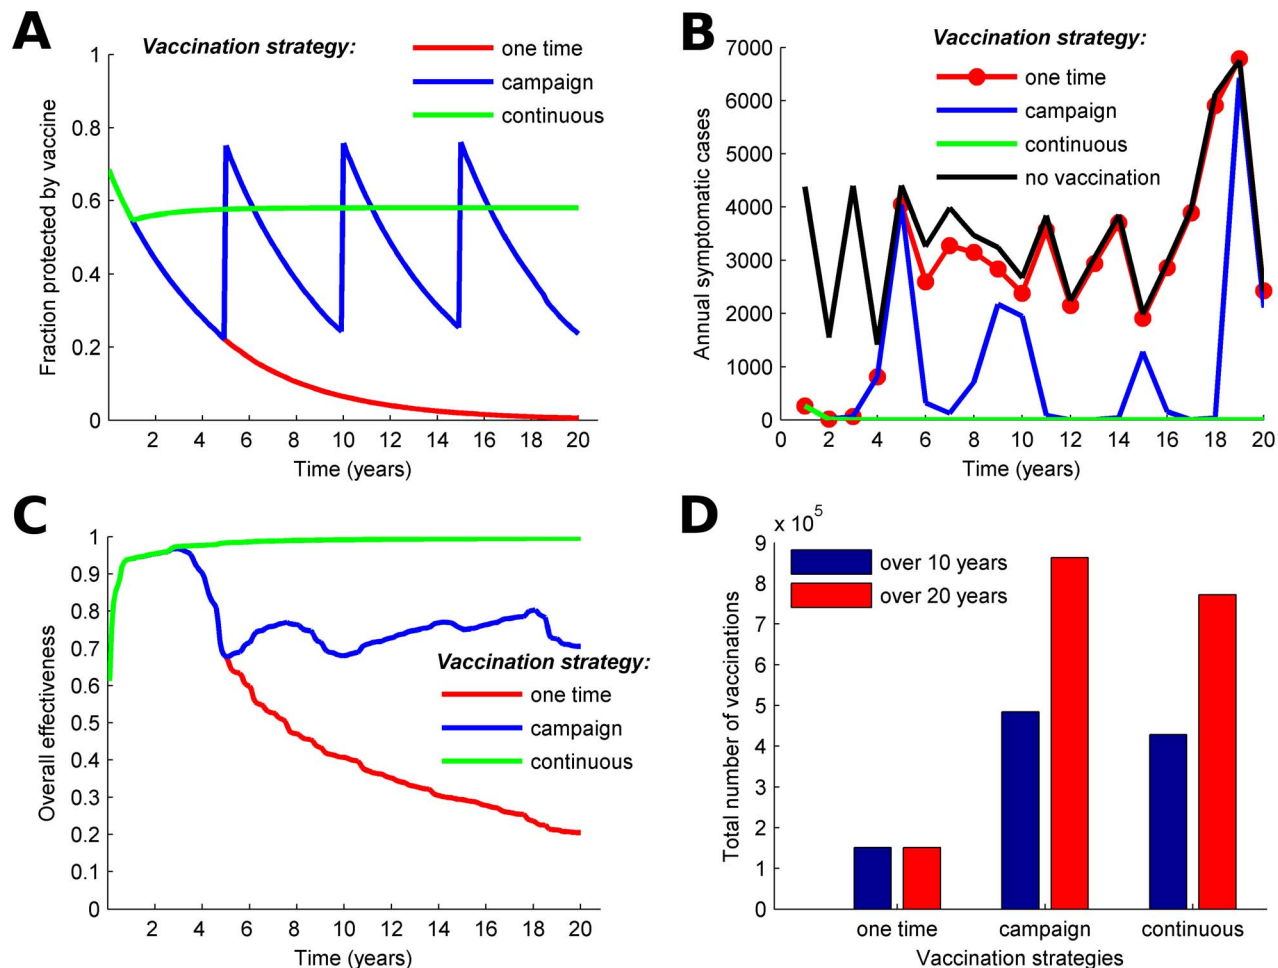 A
Vaccination strategy:
one time
campaign
continuous
1
0.8
0.6
0.4
0.2
0
2 4 6 8 10 12 14 16 18 20
Fraction protected by vaccine
Time (years)
B
Vaccination strategy:
one time
campaign
continuous
no vaccination
7000
6000
5000
4000
3000
2000
1000
0
0 2 4 6 8 10 12 14 16 18 20
Annual symptomatic cases
Time (years)
C
1
0.9
0.8
0.7
0.6
0.5
0.4
0.3
0.2
0.1
0
Vaccination strategy:
one time
campaign
continuous
2 4 6 8 10 12 14 16 18 20
Overall effectiveness
Time (years)
D
x 10^5
over 10 years
over 20 years
9
8
7
6
5
4
3
2
1
0
one time campaign continuous
Total number of vaccinations
Vaccination strategies